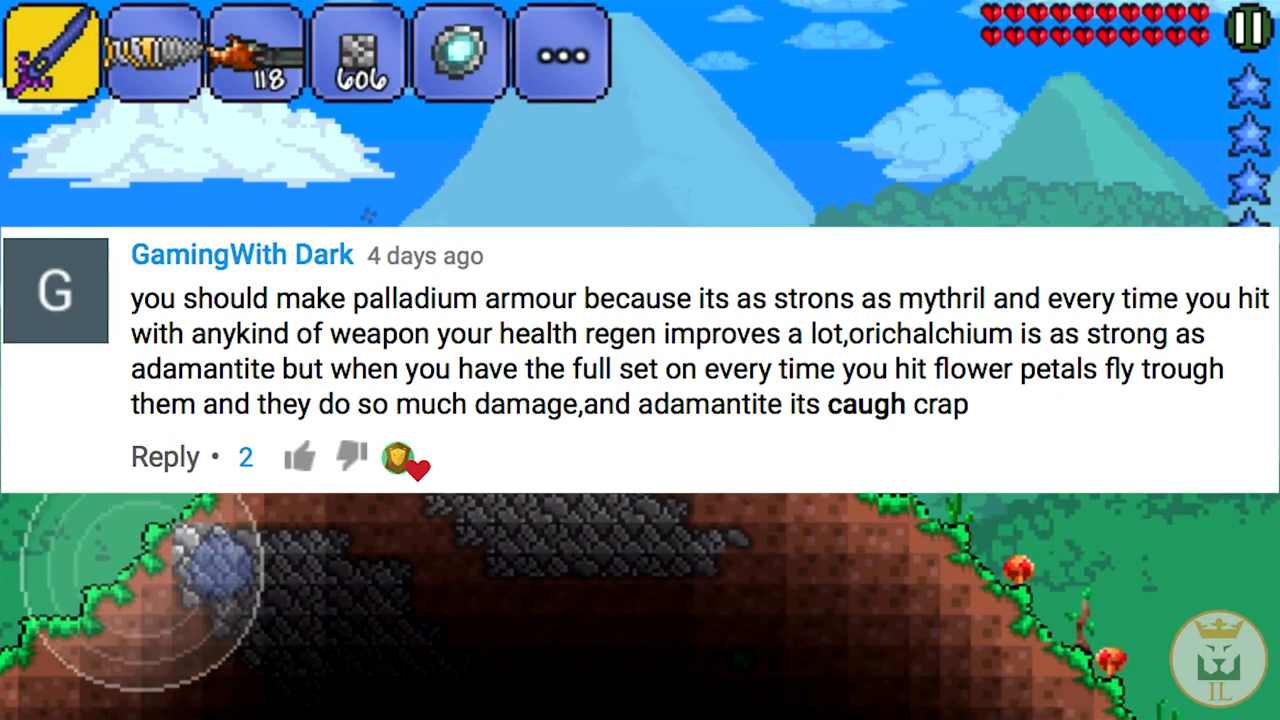 118
606
GamingWith Dark 4 days ago
you should make palladium armour because its as strons as mythril and every time you hit
with anykind of weapon your health regen improves a lot,orichalchium is as strong as
adamantite but when you have the full set on every time you hit flower petals fly trough
them and they do so much damage,and adamantite its caugh crap
G
Reply • 2
IL